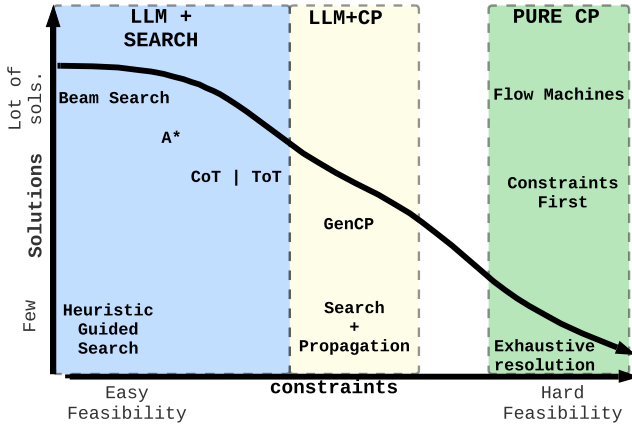 LLM +
SEARCH
LLM+CP
PURE CP
Lot of
sols.
Beam Search
Flow Machines
A*
CoT | ToT
Constraints
First
Solutions
GenCP
Few
Heuristic
Guided
Search
Search
+
Propagation
Exhaustive
resolution
constraints
Easy
Feasibility
Hard
Feasibility